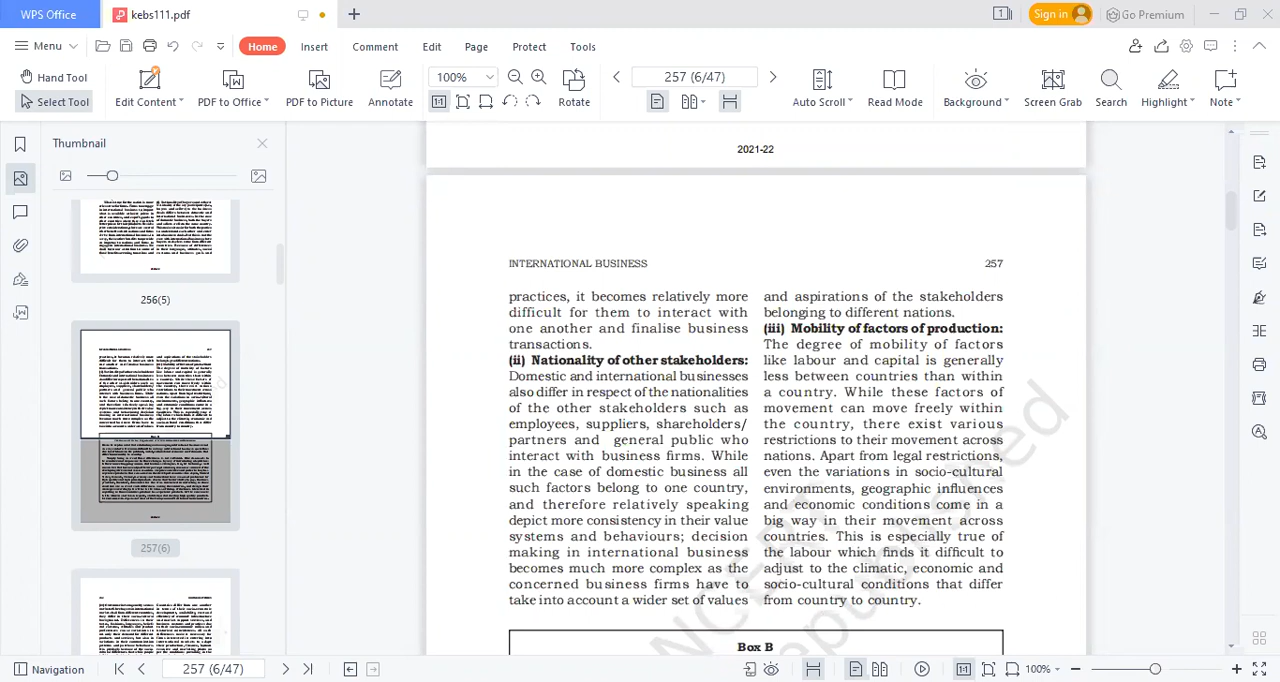 WPS Office
kebs111.pdf
Sign in
Go Premium
Menu
Home
Insert
Comment
Edit
Page
Protect
Tools
Hand Tool
Select Tool
Edit Content
PDF to Office
PDF to Picture
Annotate
100%
Rotate
257 (6/47)
Auto Scroll
Read Mode
Background
Screen Grab
Search
Highlight
Note
Thumbnail
256(5)
257(6)
2021-22
INTERNATIONAL BUSINESS
257
practices, it becomes relatively more
difficult for them to interact with
one another and finalise business
transactions.
(ii) Nationality of other stakeholders:
Domestic and international businesses
also differ in respect of the nationalities
of the other stakeholders such as
employees, suppliers, shareholders/
partners and general public who
interact with business firms. While
in the case of domestic business all
such factors belong to one country,
and therefore relatively speaking
depict more consistency in their value
systems and behaviours; decision
making in international business
becomes much more complex as the
concerned business firms have to
take into account a wider set of values
and aspirations of the stakeholders
belonging to different nations.
(iii) Mobility of factors of production:
The degree of mobility of factors
like labour and capital is generally
less between countries than within
a country. While these factors of
movement can move freely within
the country, there exist various
restrictions to their movement across
nations. Apart from legal restrictions,
even the variations in socio-cultural
environments, geographic influences
and economic conditions come in a
big way in their movement across
countries. This is especially true of
the labour which finds it difficult to
adjust to the climatic, economic and
socio-cultural conditions that differ
from country to country.
Box B
Navigation
257 (6/47)
100%